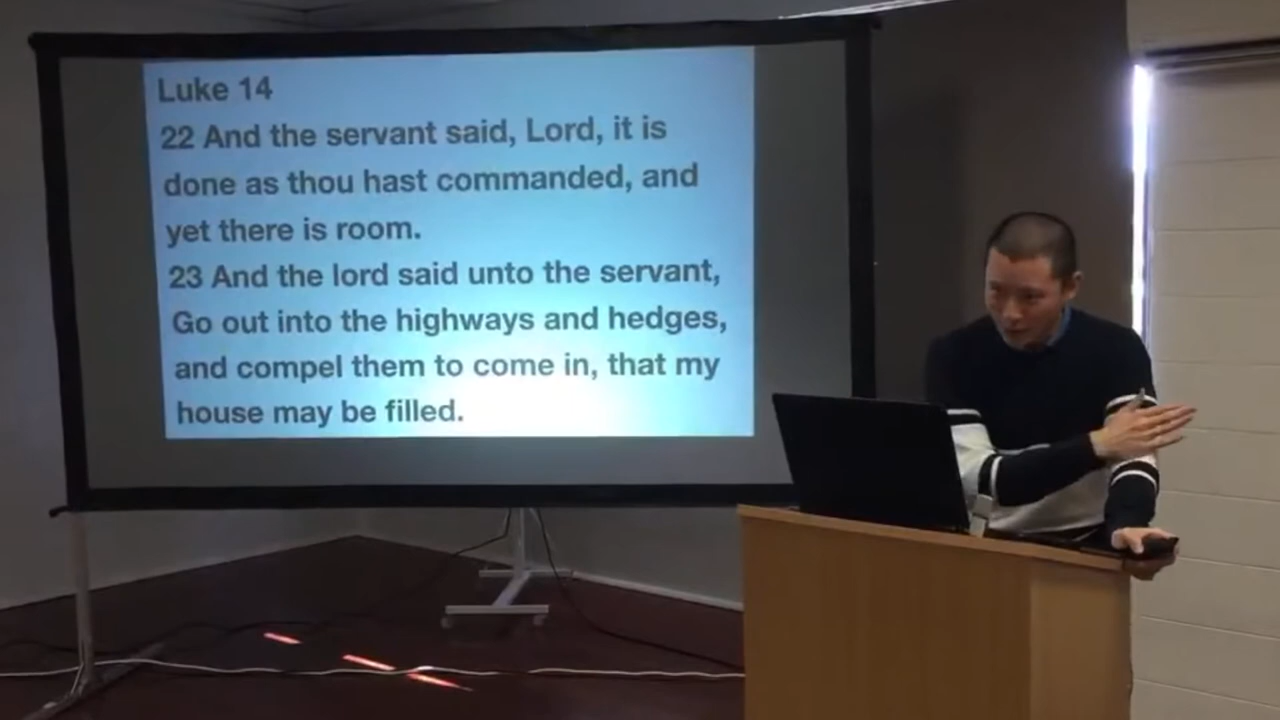 Luke 14
22 And the servant said, Lord, it is
done as thou hast commanded, and
yet there is room.
23 And the lord said unto the servant,
Go out into the highways and hedges,
and compel them to come in, that my
house may be filled.